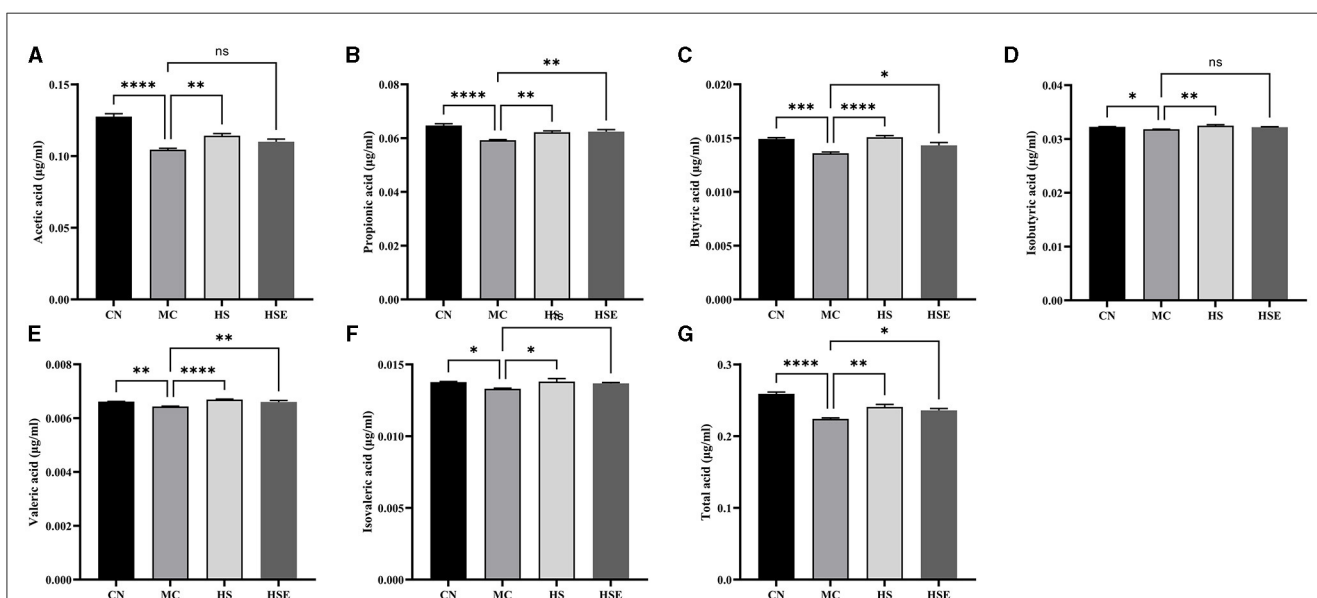 A
ns
**** **
0.15
0.10
0.05
0.00
Acetic acid (μg/ml)
CN MC HS HSE
B
**
**** **
0.08
0.06
0.04
0.02
0.00
Propionic acid (μg/ml)
CN MC HS HSE
C
*
*** ****
0.020
0.015
0.010
0.005
0.000
Butyric acid (μg/ml)
CN MC HS HSE
D
ns
* **
0.04
0.03
0.02
0.01
0.00
Isobutyric acid (μg/ml)
CN MC HS HSE
E
**
** ****
0.008
0.006
0.004
0.002
0.000
Valeric acid (μg/ml)
CN MC HS HSE
F
ns
* *
0.015
0.010
0.005
0.000
Isovaleric acid (μg/ml)
CN MC HS HSE
G
*
**** **
0.3
0.2
0.1
0.0
Total acid (μg/ml)
CN MC HS HSE